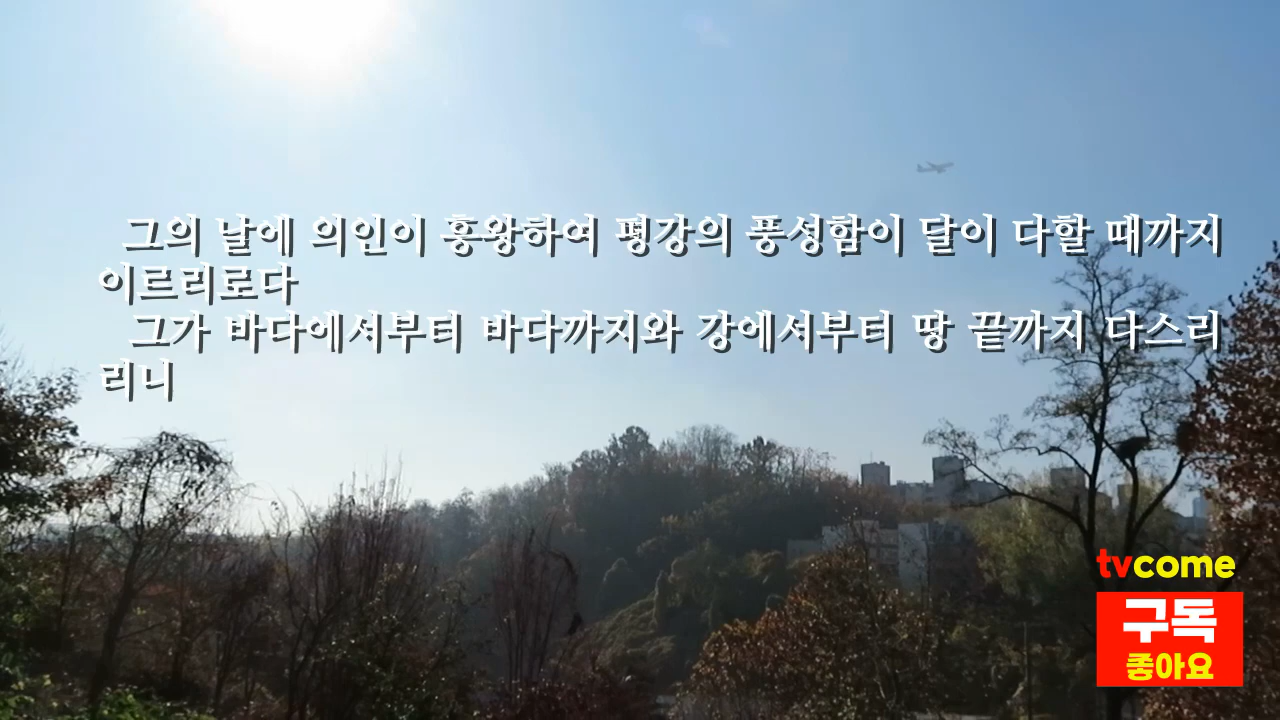 그의 날에 의인이 흥왕하여 평강의 풍성함이 달이 다할 때까지
이르리로다
그가 바다에서부터 바다까지와 강에서부터 땅 끝까지 다스리
리니
tvcome
구독
좋아요